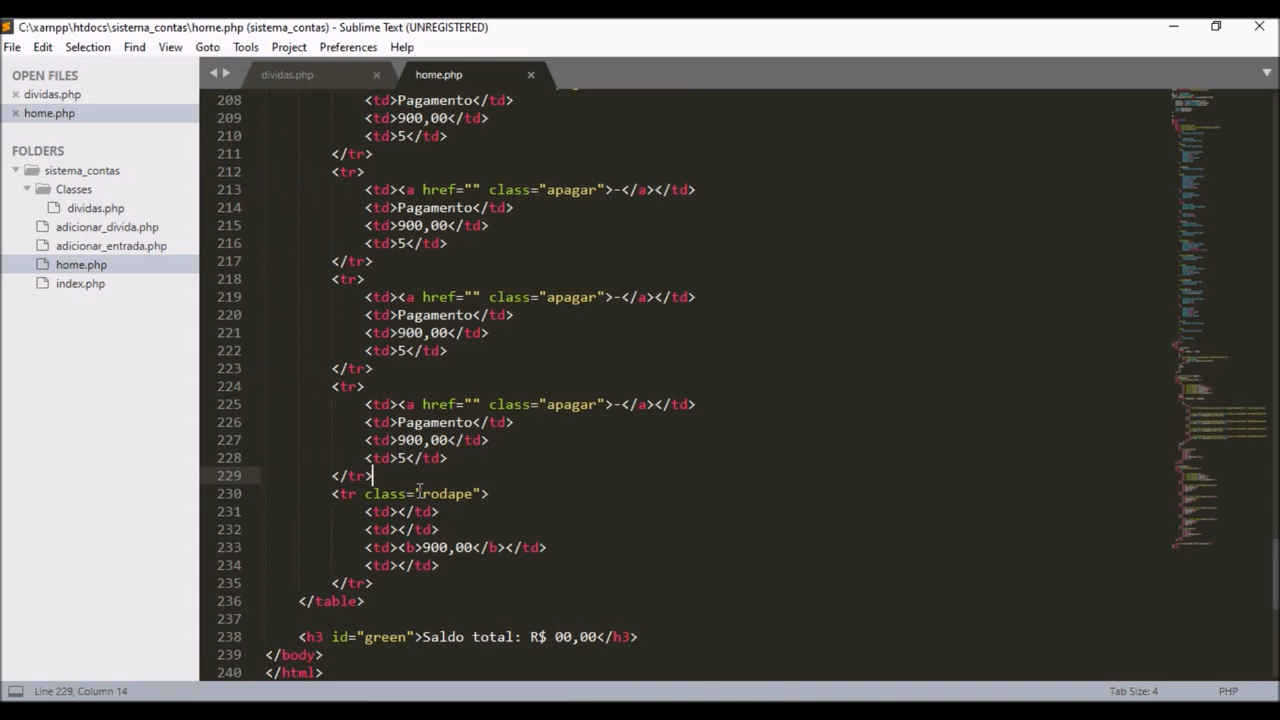 C:\xampp\htdocs\sistema_contas\home.php (sistema_contas) - Sublime Text (UNREGISTERED)
File Edit Selection View Goto Tools Project Preferences Help
OPEN FILES
dividas.php
home.php
FOLDERS
sistema_contas
Classes
dividas.php
adicionar_divida.php
adicionar_entrada.php
home.php
index.php
dividas.php home.php
208 <td>Pagamento</td>
209 <td>900,00</td>
210 <td>5</td>
211 </tr>
212 <tr>
213 <td><a href="" class="apagar">-</a></td>
214 <td>Pagamento</td>
215 <td>900,00</td>
216 <td>5</td>
217 </tr>
218 <tr>
219 <td><a href="" class="apagar">-</a></td>
220 <td>Pagamento</td>
221 <td>900,00</td>
222 <td>5</td>
223 </tr>
224 <tr>
225 <td><a href="" class="apagar">-</a></td>
226 <td>Pagamento</td>
227 <td>900,00</td>
228 <td>5</td>
229 </tr>
230 <tr class="rodape">
231 <td></td>
232 <td></td>
233 <td><b>900,00</b></td>
234 <td></td>
235 </tr>
236 </table>
237
238 <h3 id="green">Saldo total: R$ 00,00</h3>
239 </body>
240 </html>
Line 229, Column 14 Tab Size: 4 PHP